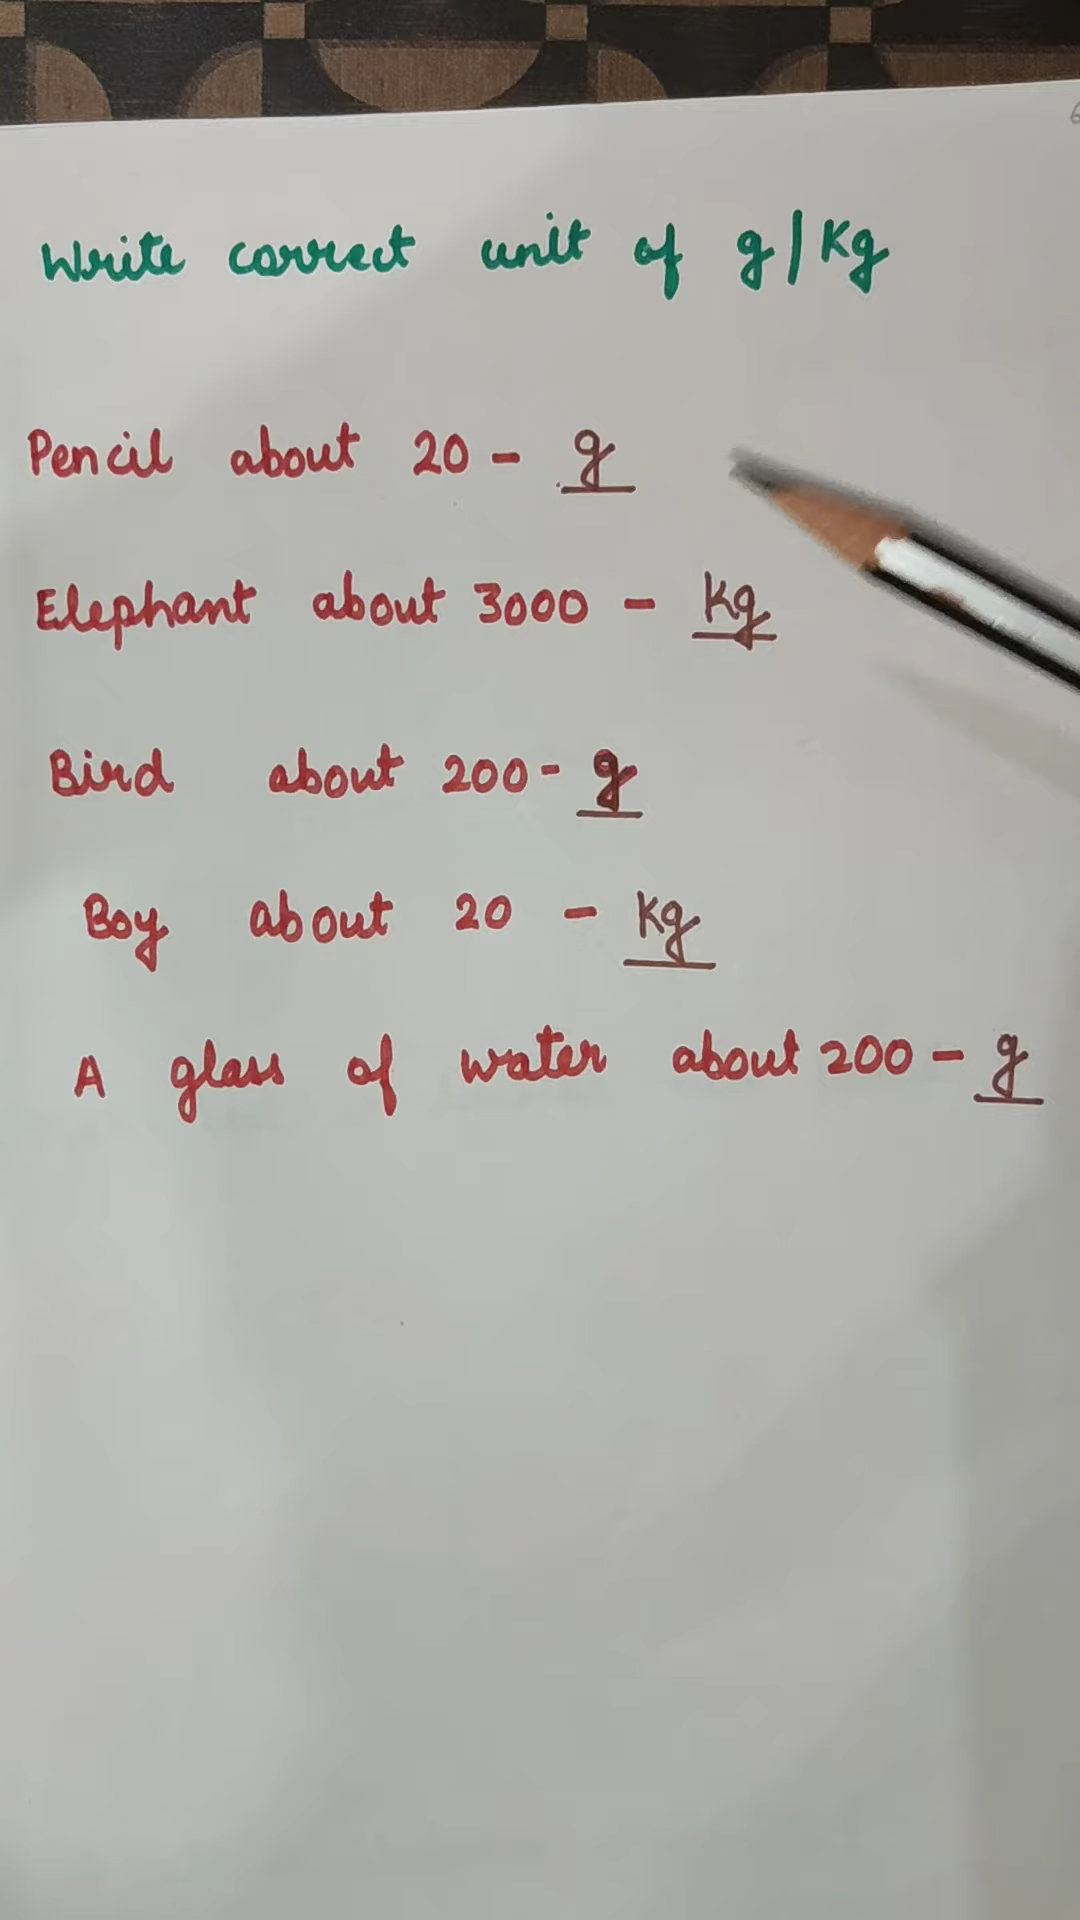 Write correct unit of g/Kg
Pencil about 20 - g
Elephant about 3000 - Kg
Bird about 200 - g
Boy about 20 - Kg
A glass of water about 200 - g